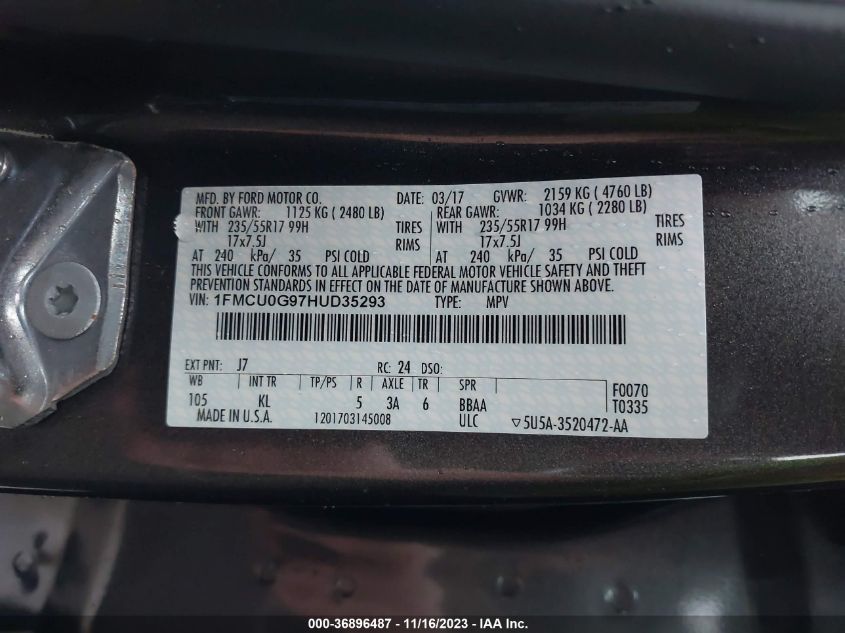 MFD. BY FORD MOTOR CO. DATE: 03/17 GVWR: 2159 KG ( 4760 LB)
FRONT GAWR: 1125 KG ( 2480 LB) REAR GAWR: 1034 KG ( 2280 LB)
WITH 235/55R17 99H TIRES WITH 235/55R17 99H TIRES
17x7.5J RIMS 17x7.5J RIMS
AT 240 kPa/ 35 PSI COLD AT 240 kPa/ 35 PSI COLD
THIS VEHICLE CONFORMS TO ALL APPLICABLE FEDERAL MOTOR VEHICLE SAFETY AND THEFT
PREVENTION STANDARDS IN EFFECT ON THE DATE OF MANUFACTURE SHOWN ABOVE.
VIN: 1FMCU0G97HUD35293 TYPE: MPV
EXT PNT: J7 RC: 24 DSO:
WB INT TR TP/PS R AXLE TR SPR F0070
105 KL 5 3A 6 BBAA T0335
MADE IN U.S.A. 1201703145008 ULC ▽5U5A-3520472-AA
000-36896487 - 11/16/2023 - IAA Inc.